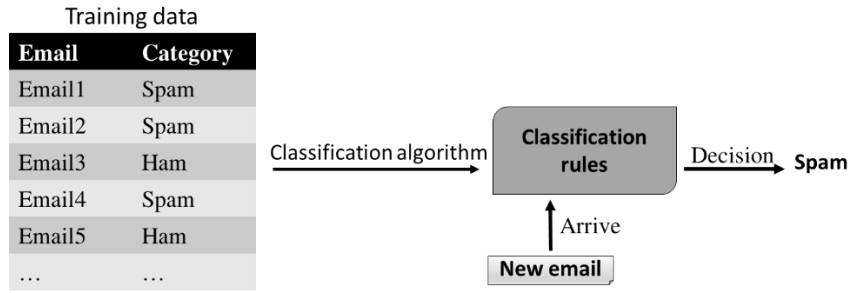 Training data
Email Category
Email1 Spam
Email2 Spam
Email3 Ham
Email4 Spam
Email5 Ham
… …
Classification algorithm
Classification
rules
Decision
Spam
Arrive
New email